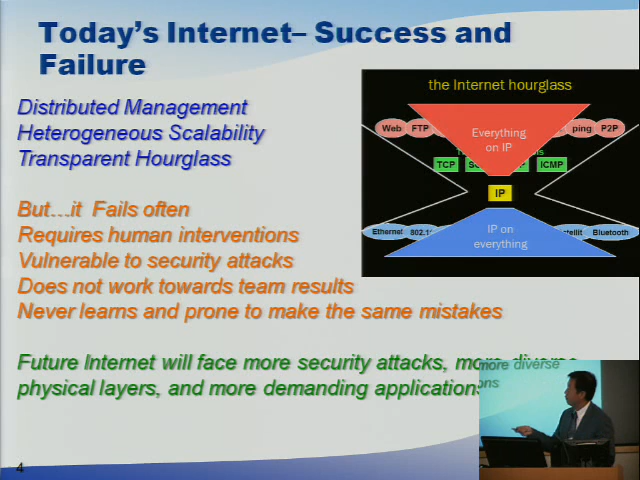 Today's Internet– Success and
Failure
Distributed Management
Heterogeneous Scalability
Transparent Hourglass
the Internet hourglass
Web FTP ping P2P
Everything
on IP
TCP ICMP
IP
Ethernet Bluetooth
IP on
everything
But…it Fails often
Requires human interventions
Vulnerable to security attacks
Does not work towards team results
Never learns and prone to make the same mistakes
Future Internet will face more security attacks, more diverse
physical layers, and more demanding applications
more diverse
4